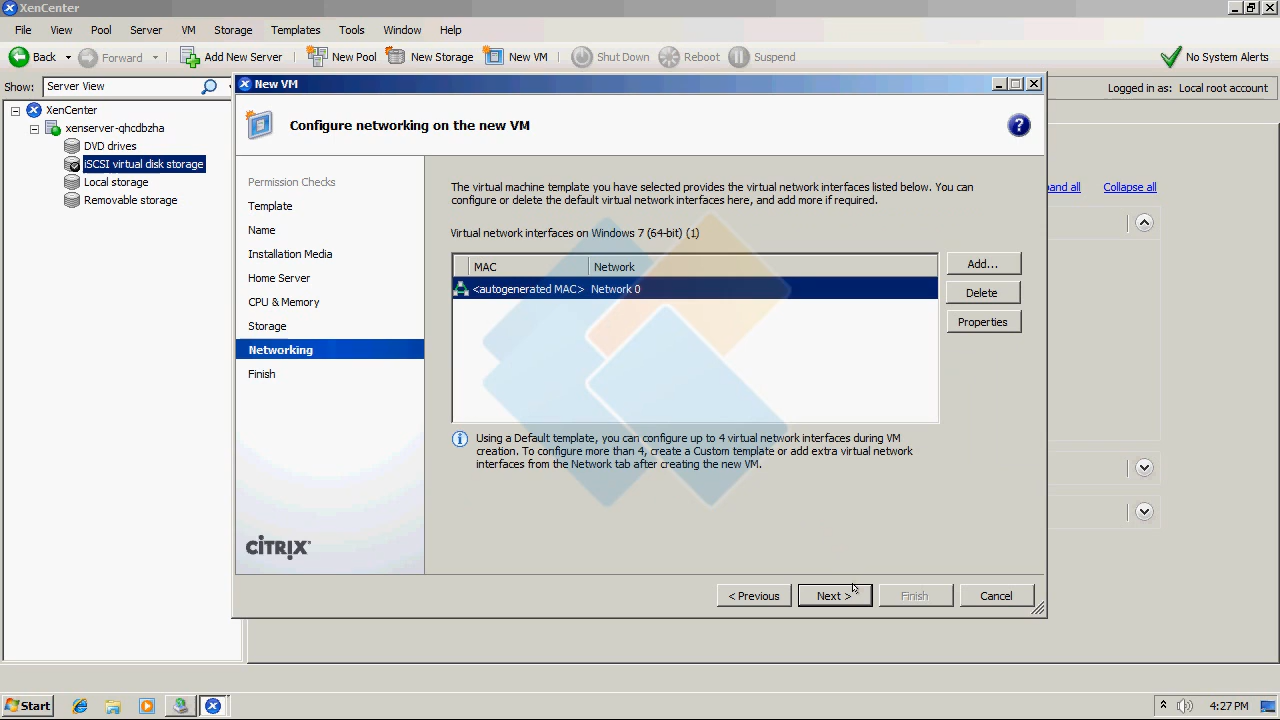 XenCenter
File View Pool Server VM Storage Templates Tools Window Help
Back Forward Add New Server New Pool New Storage New VM Shut Down Reboot Suspend No System Alerts
Show: Server View Logged in as: Local root account
XenCenter
xenserver-qhcdbzha
DVD drives
iSCSI virtual disk storage
Local storage
Removable storage
New VM
Configure networking on the new VM
?
Permission Checks
Template
Name
Installation Media
Home Server
CPU & Memory
Storage
Networking
Finish
CITRIX
The virtual machine template you have selected provides the virtual network interfaces listed below. You can
configure or delete the default virtual network interfaces here, and add more if required.
Virtual network interfaces on Windows 7 (64-bit) (1)
MAC Network
<autogenerated MAC> Network 0
Add...
Delete
Properties
Using a Default template, you can configure up to 4 virtual network interfaces during VM
creation. To configure more than 4, create a Custom template or add extra virtual network
interfaces from the Network tab after creating the new VM.
< Previous Next > Finish Cancel
and all Collapse all
Start 4:27 PM